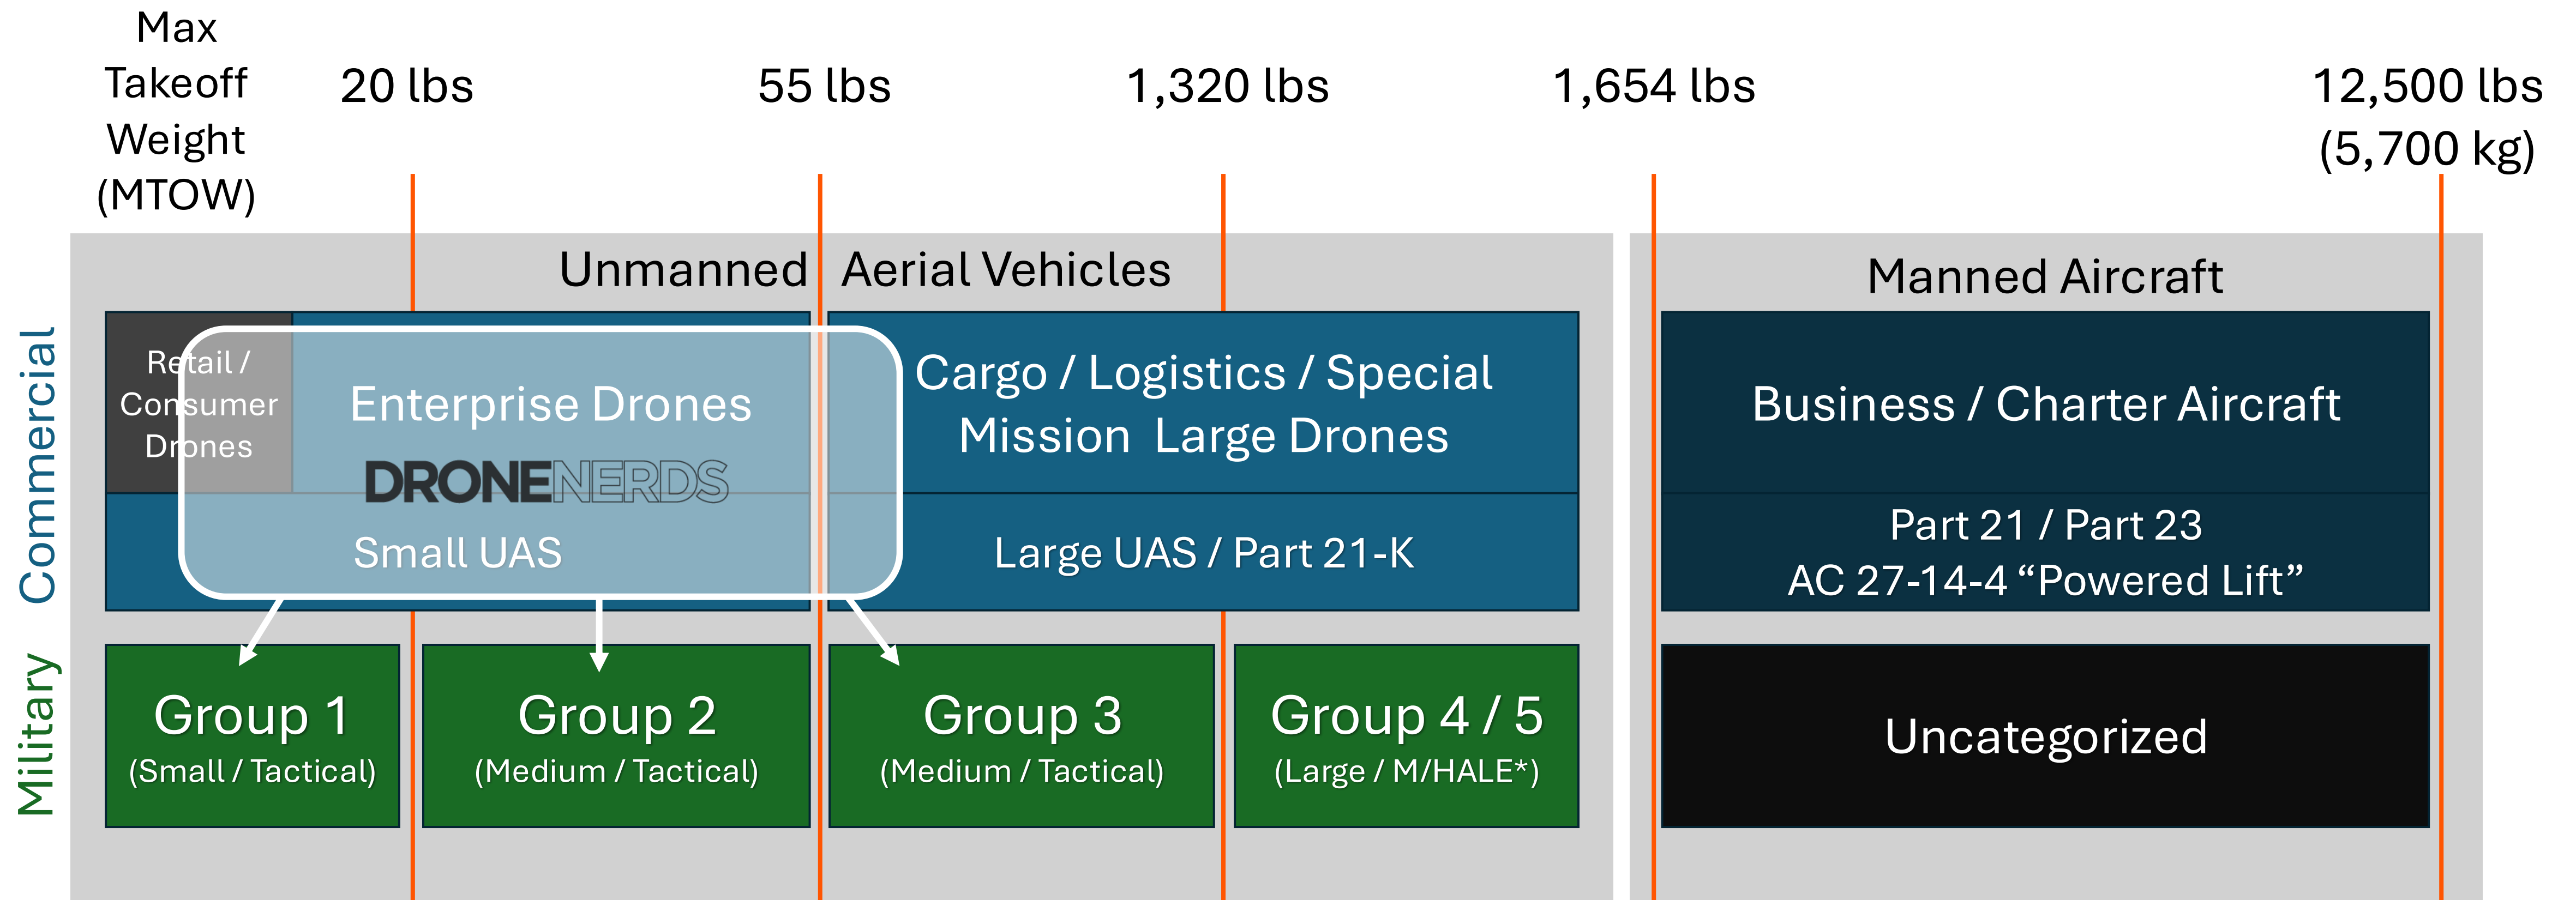 Max
Takeoff
Weight
(MTOW)
20 lbs
55 lbs
1,320 lbs
1,654 lbs
12,500 lbs
(5,700 kg)
Unmanned Aerial Vehicles
Manned Aircraft
Commercial
Retail /
Consumer
Drones
Enterprise Drones
DRONENERDS
Small UAS
Cargo / Logistics / Special
Mission Large Drones
Large UAS / Part 21-K
Business / Charter Aircraft
Part 21 / Part 23
AC 27-14-4 “Powered Lift”
Military
Group 1
(Small / Tactical)
Group 2
(Medium / Tactical)
Group 3
(Medium / Tactical)
Group 4 / 5
(Large / M/HALE*)
Uncategorized